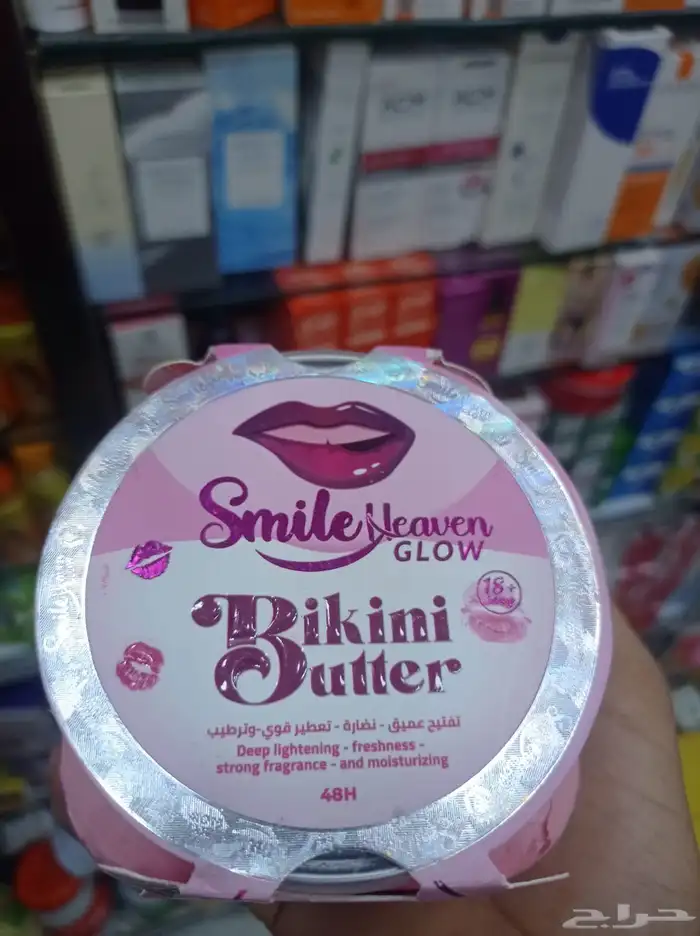 Smile Heaven
GLOW
18+
Bikini
Butter
تفتيح عميق - نضارة - تعطير قوي-وترطيب
Deep lightening - freshness -
strong fragrance - and moisturizing
48H
حراج